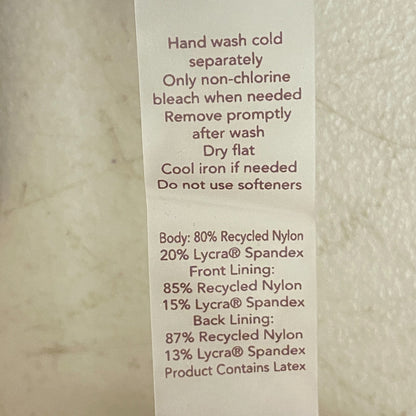 Hand wash cold
separately
Only non-chlorine
bleach when needed
Remove promptly
after wash
Dry flat
Cool iron if needed
Do not use softeners
Body: 80% Recycled Nylon
20% Lycra® Spandex
Front Lining:
85% Recycled Nylon
15% Lycra® Spandex
Back Lining:
87% Recycled Nylon
13% Lycra® Spandex
Product Contains Latex